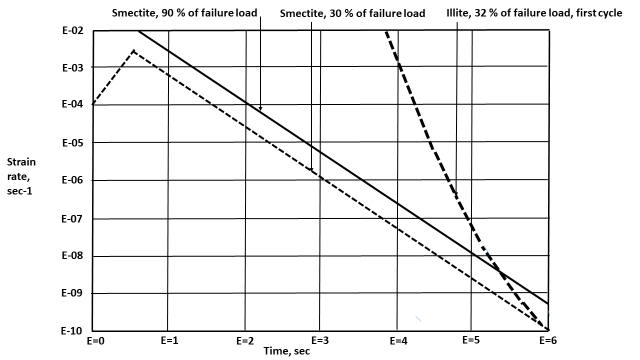 Smectite, 90 % of failure load Smectite, 30 % of failure load Illite, 32 % of failure load, first cycle
E-02
E-03
E-04
E-05
Strain
rate,
sec-1
E-06
E-07
E-08
E-09
E-10
E=0 E=1 E=2 E=3 E=4 E=5 E=6
Time, sec